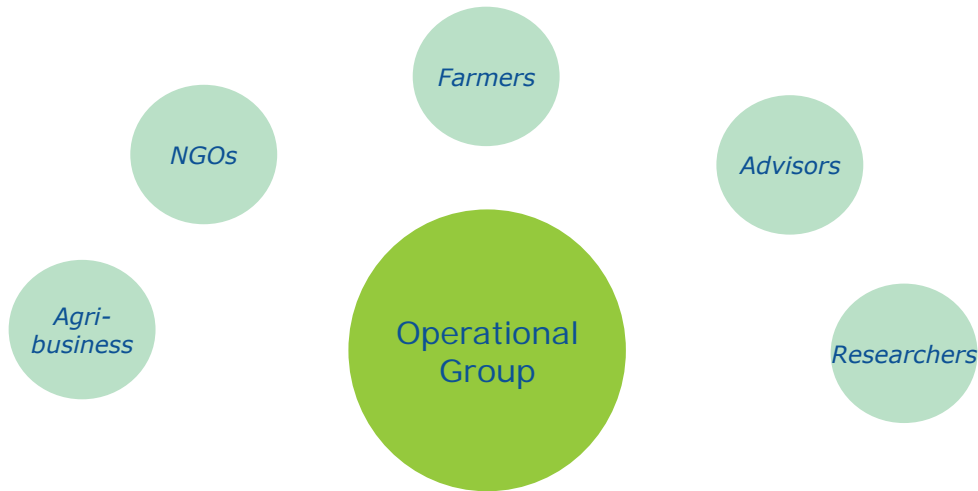 Farmers
NGOs
Advisors
Agri-
business
Operational
Group
Researchers